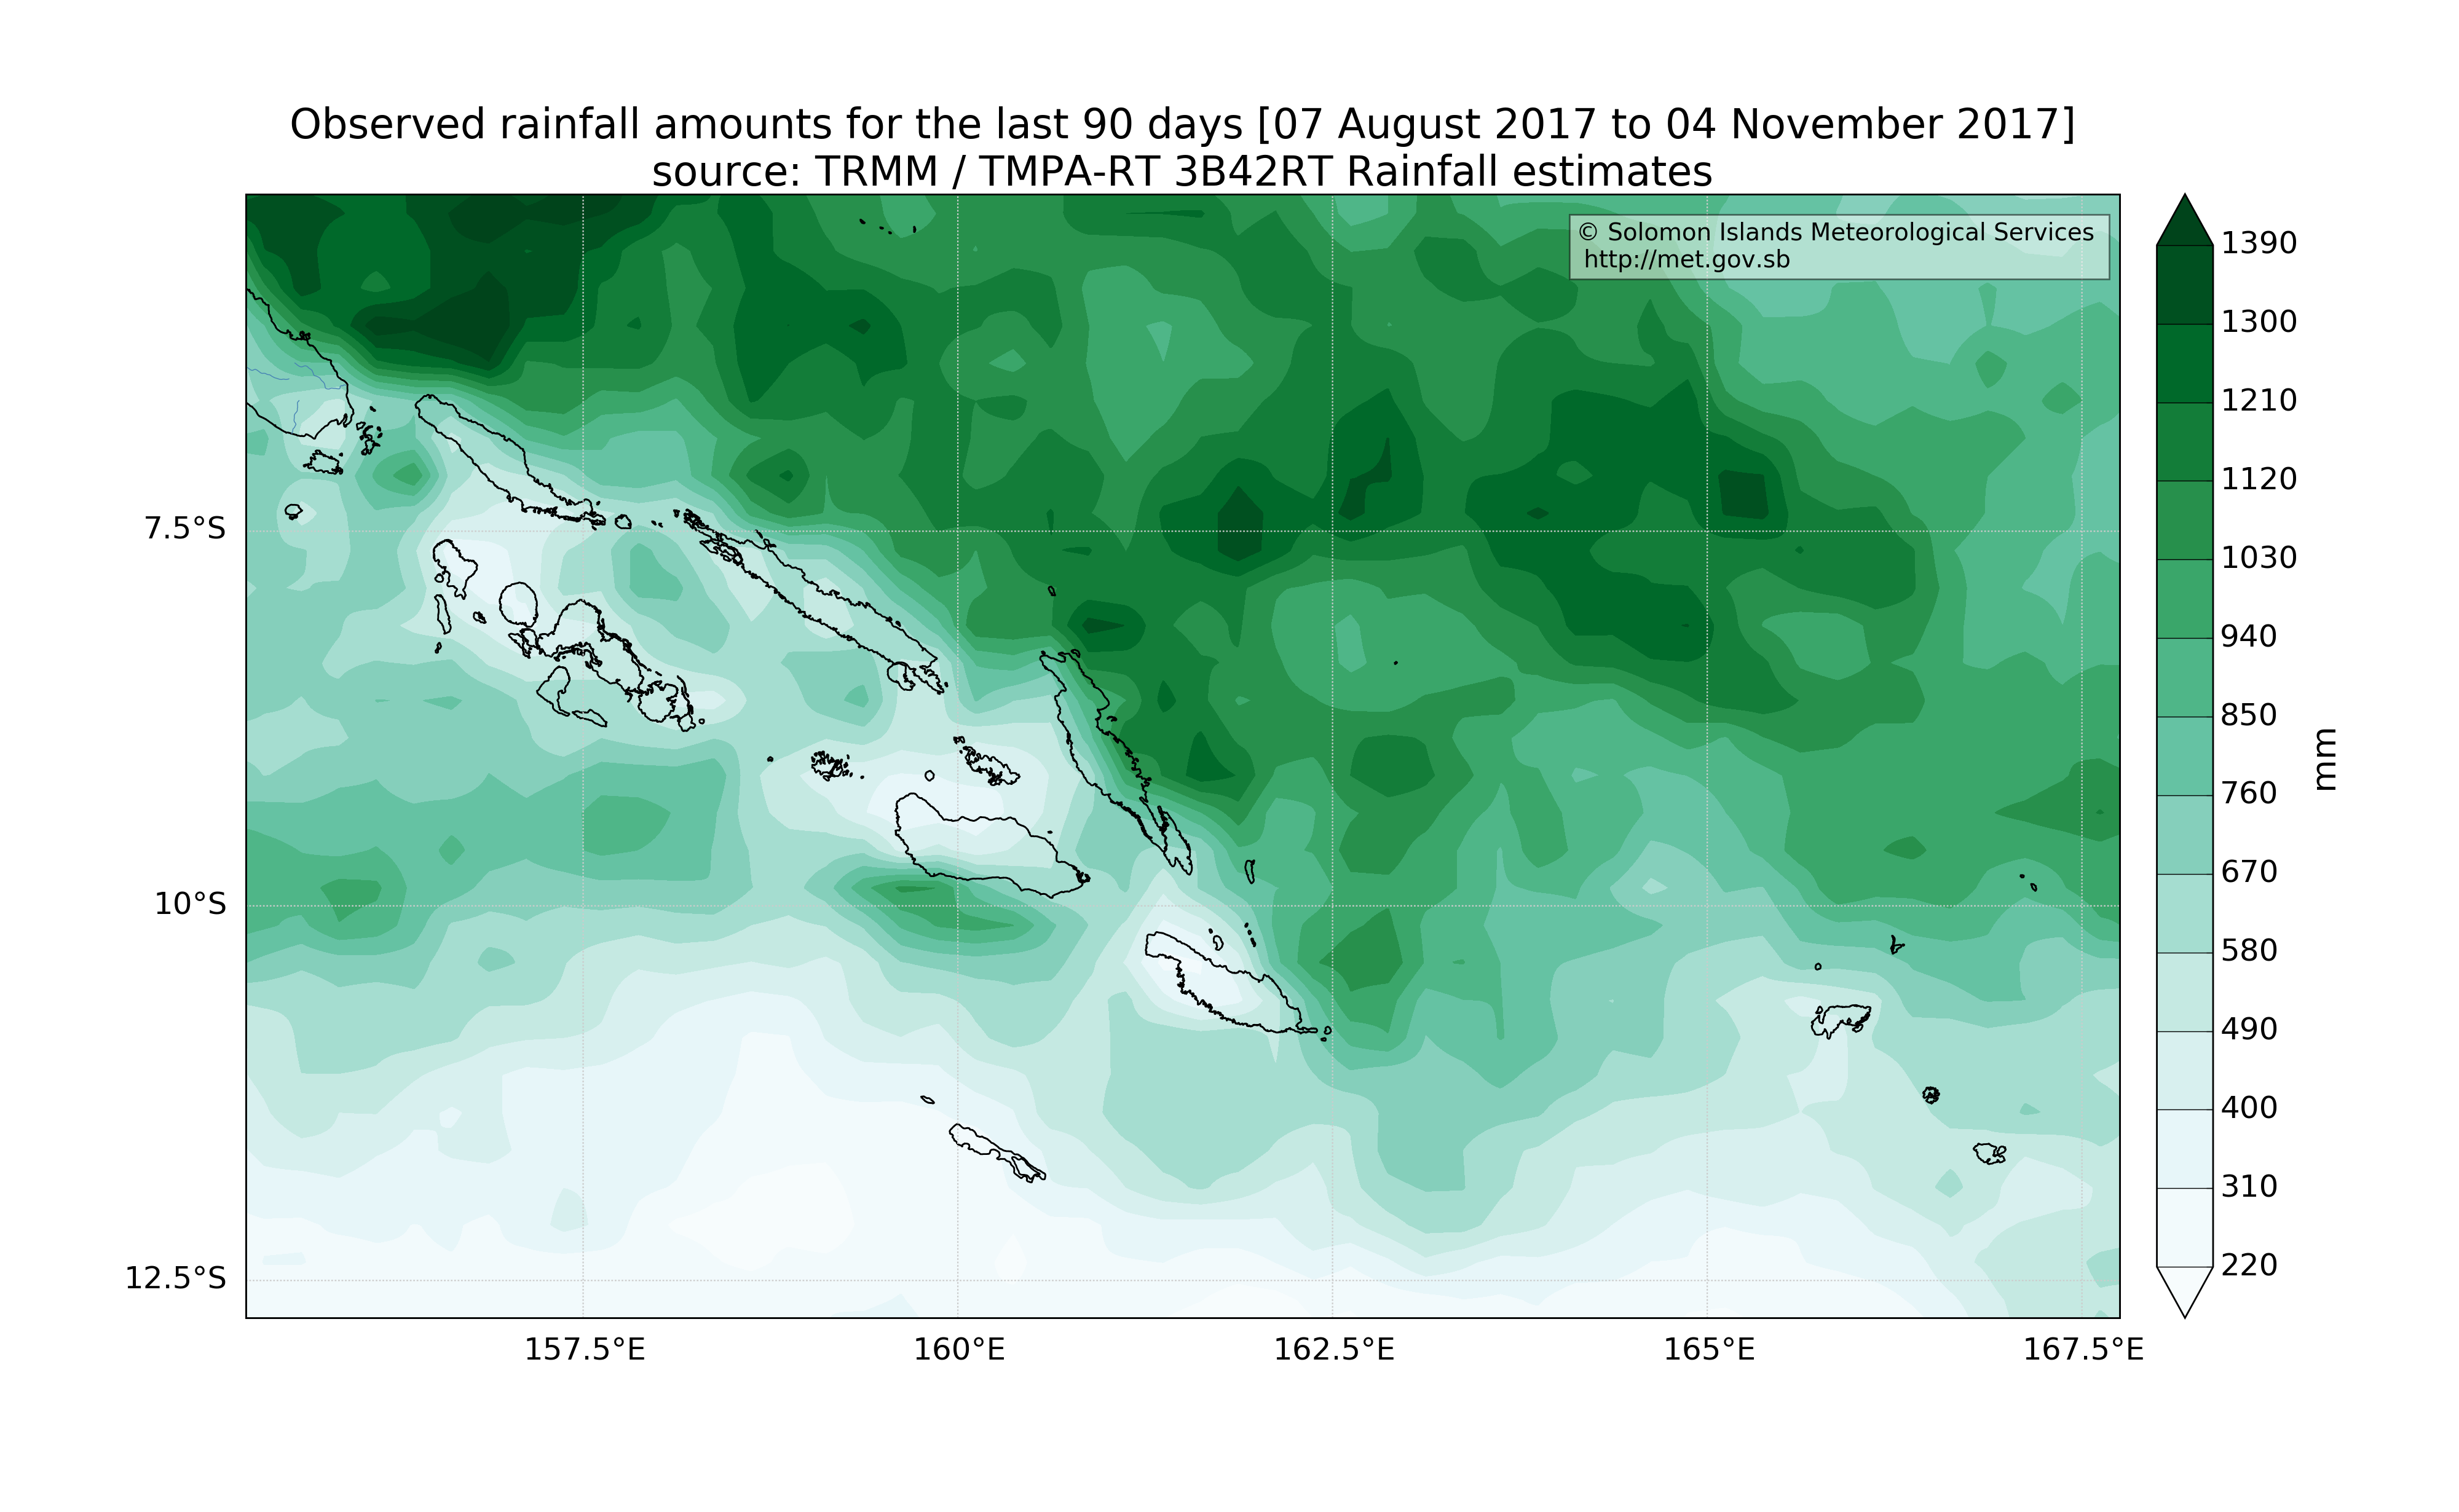 Observed rainfall amounts for the last 90 days [07 August 2017 to 04 November 2017]
source: TRMM / TMPA-RT 3B42RT Rainfall estimates
© Solomon Islands Meteorological Services
http://met.gov.sb
7.5°S
10°S
12.5°S
157.5°E
160°E
162.5°E
165°E
167.5°E
1390
1300
1210
1120
1030
940
850
760
670
580
490
400
310
220
mm